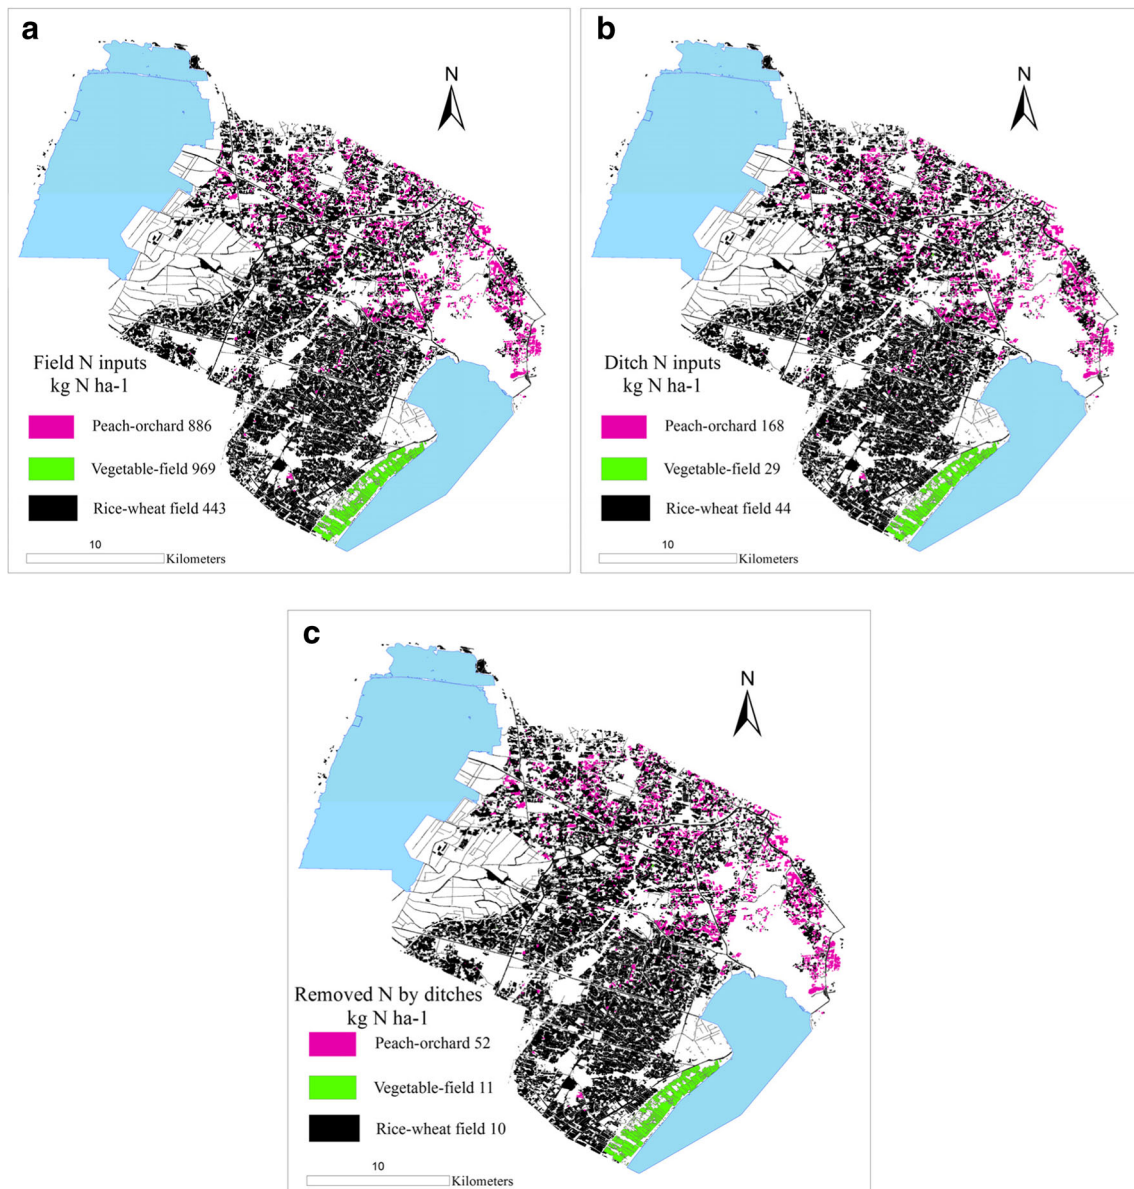 a
N
Field N inputs
kg N ha-1
Peach-orchard 886
Vegetable-field 969
Rice-wheat field 443
10
Kilometers
b
N
Ditch N inputs
kg N ha-1
Peach-orchard 168
Vegetable-field 29
Rice-wheat field 44
10
Kilometers
c
N
Removed N by ditches
kg N ha-1
Peach-orchard 52
Vegetable-field 11
Rice-wheat field 10
10
Kilometers